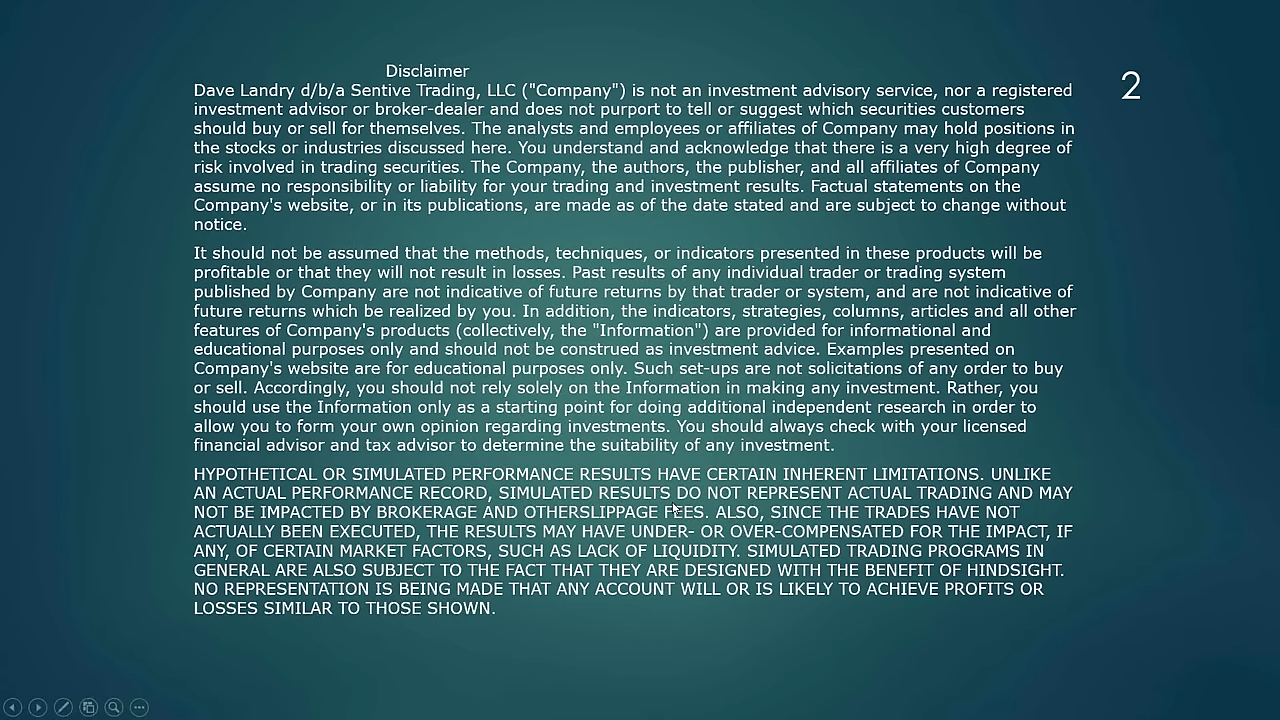 Disclaimer
2
Dave Landry d/b/a Sentive Trading, LLC ("Company") is not an investment advisory service, nor a registered
investment advisor or broker-dealer and does not purport to tell or suggest which securities customers
should buy or sell for themselves. The analysts and employees or affiliates of Company may hold positions in
the stocks or industries discussed here. You understand and acknowledge that there is a very high degree of
risk involved in trading securities. The Company, the authors, the publisher, and all affiliates of Company
assume no responsibility or liability for your trading and investment results. Factual statements on the
Company's website, or in its publications, are made as of the date stated and are subject to change without
notice.
It should not be assumed that the methods, techniques, or indicators presented in these products will be
profitable or that they will not result in losses. Past results of any individual trader or trading system
published by Company are not indicative of future returns by that trader or system, and are not indicative of
future returns which be realized by you. In addition, the indicators, strategies, columns, articles and all other
features of Company's products (collectively, the "Information") are provided for informational and
educational purposes only and should not be construed as investment advice. Examples presented on
Company's website are for educational purposes only. Such set-ups are not solicitations of any order to buy
or sell. Accordingly, you should not rely solely on the Information in making any investment. Rather, you
should use the Information only as a starting point for doing additional independent research in order to
allow you to form your own opinion regarding investments. You should always check with your licensed
financial advisor and tax advisor to determine the suitability of any investment.
HYPOTHETICAL OR SIMULATED PERFORMANCE RESULTS HAVE CERTAIN INHERENT LIMITATIONS. UNLIKE
AN ACTUAL PERFORMANCE RECORD, SIMULATED RESULTS DO NOT REPRESENT ACTUAL TRADING AND MAY
NOT BE IMPACTED BY BROKERAGE AND OTHERSLIPPAGE FEES. ALSO, SINCE THE TRADES HAVE NOT
ACTUALLY BEEN EXECUTED, THE RESULTS MAY HAVE UNDER- OR OVER-COMPENSATED FOR THE IMPACT, IF
ANY, OF CERTAIN MARKET FACTORS, SUCH AS LACK OF LIQUIDITY. SIMULATED TRADING PROGRAMS IN
GENERAL ARE ALSO SUBJECT TO THE FACT THAT THEY ARE DESIGNED WITH THE BENEFIT OF HINDSIGHT.
NO REPRESENTATION IS BEING MADE THAT ANY ACCOUNT WILL OR IS LIKELY TO ACHIEVE PROFITS OR
LOSSES SIMILAR TO THOSE SHOWN.